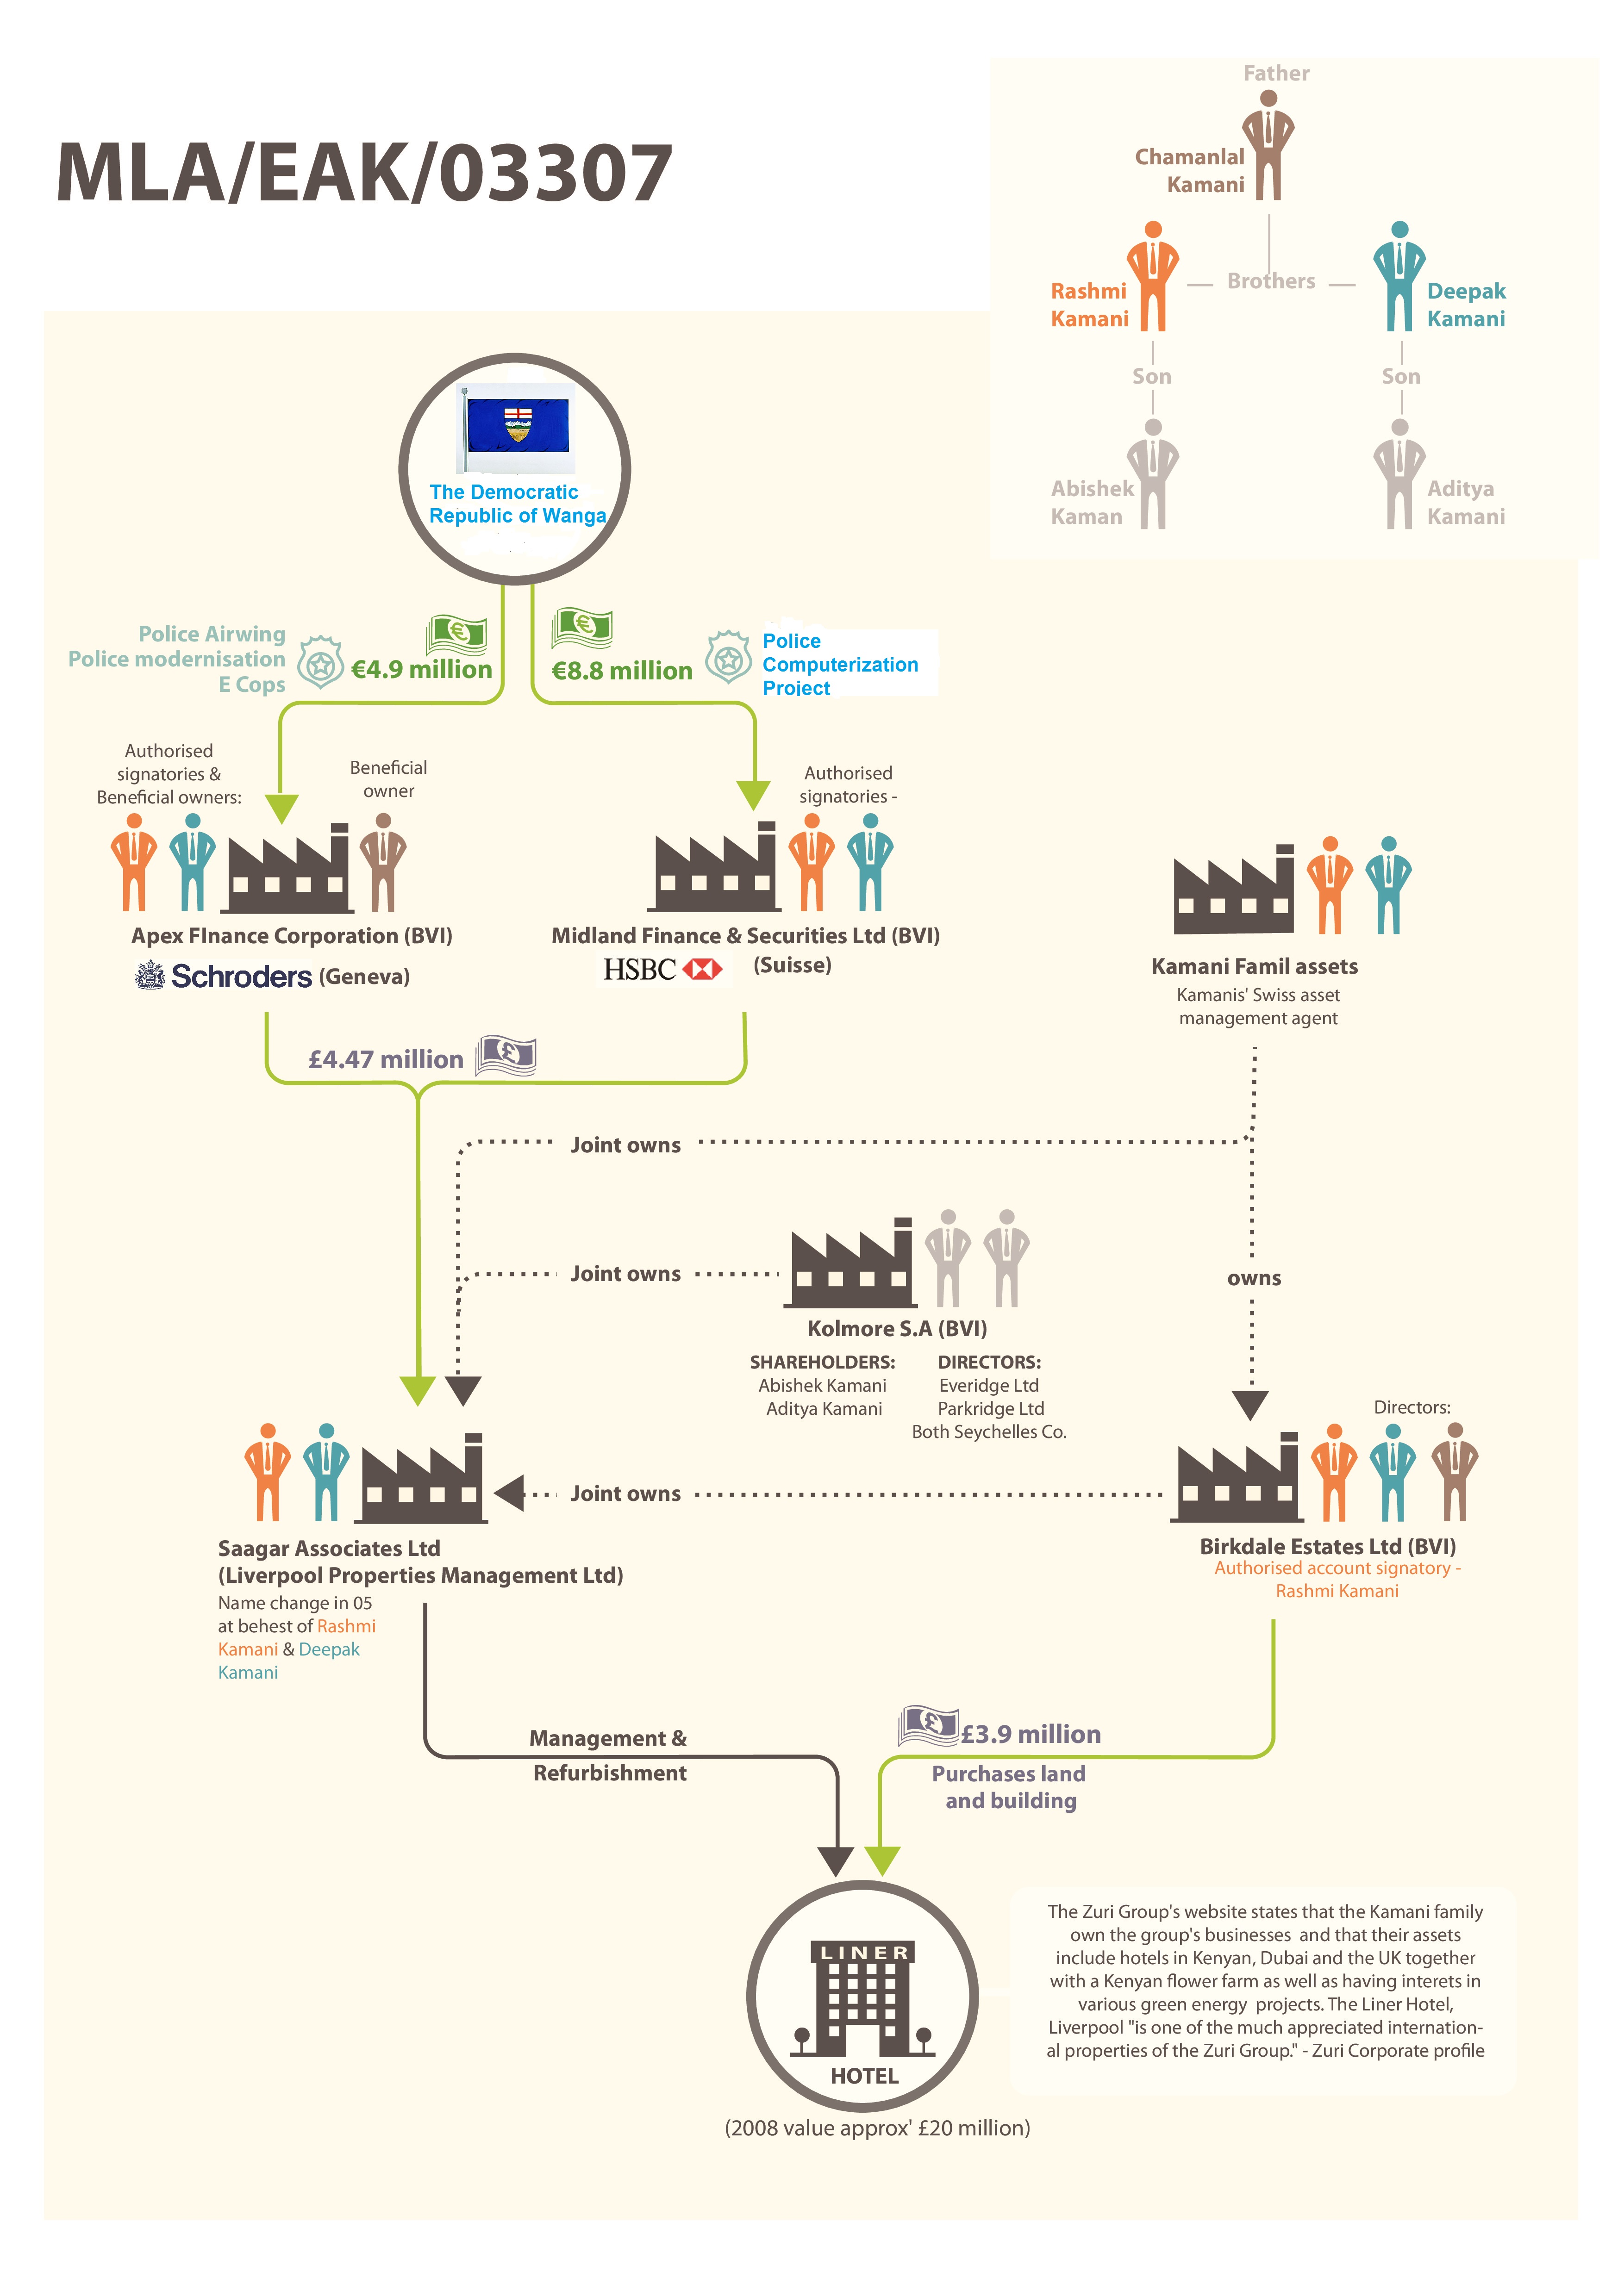 MLA/EAK/03307
Father
Chamanlal
Kamani
Rashmi
Kamani
Brothers
Deepak
Kamani
Son
Son
Abishek
Kaman
Aditya
Kamani
The Democratic
Republic of Wanga
Police Airwing
Police modernisation
E Cops
€4.9 million
€8.8 million
Police
Computerization
Project
Authorised
signatories &
Beneficial owners:
Beneficial
owner
Authorised
signatories -
Apex FInance Corporation (BVI)
Schroders (Geneva)
Midland Finance & Securities Ltd (BVI)
HSBC (Suisse)
Kamani Famil assets
Kamanis' Swiss asset
management agent
£4.47 million
Joint owns
Joint owns
owns
Kolmore S.A (BVI)
SHAREHOLDERS:
Abishek Kamani
Aditya Kamani
DIRECTORS:
Everidge Ltd
Parkridge Ltd
Both Seychelles Co.
Directors:
Joint owns
Saagar Associates Ltd
(Liverpool Properties Management Ltd)
Name change in 05
at behest of Rashmi
Kamani & Deepak
Kamani
Birkdale Estates Ltd (BVI)
Authorised account signatory -
Rashmi Kamani
Management &
Refurbishment
£3.9 million
Purchases land
and building
LINER
HOTEL
(2008 value approx' £20 million)
The Zuri Group's website states that the Kamani family
own the group's businesses and that their assets
include hotels in Kenyan, Dubai and the UK together
with a Kenyan flower farm as well as having interets in
various green energy projects. The Liner Hotel,
Liverpool "is one of the much appreciated internation-
al properties of the Zuri Group." - Zuri Corporate profile